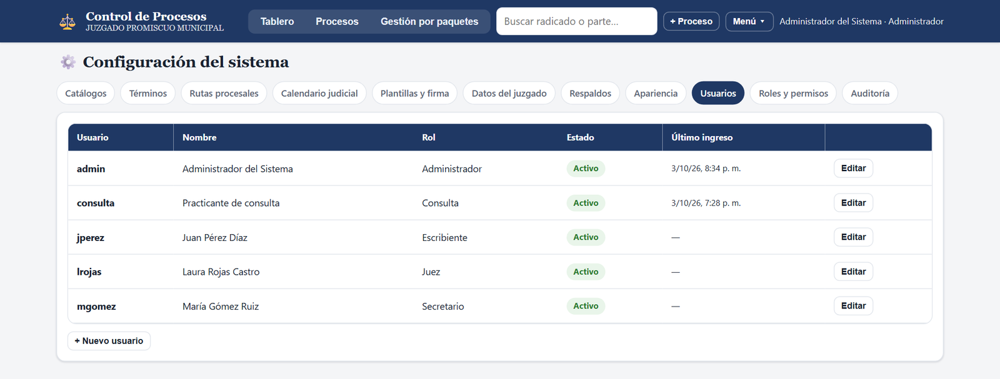 Control de Procesos
JUZGADO PROMISCUO MUNICIPAL
Tablero Procesos Gestión por paquetes
Buscar radicado o parte...
+ Proceso
Menú ▾
Administrador del Sistema · Administrador
Configuración del sistema
Catálogos Términos Rutas procesales Calendario judicial Plantillas y firma Datos del juzgado Respaldos Apariencia Usuarios Roles y permisos Auditoría
Usuario Nombre Rol Estado Último ingreso
admin Administrador del Sistema Administrador Activo 3/10/26, 8:34 p. m. Editar
consulta Practicante de consulta Consulta Activo 3/10/26, 7:28 p. m. Editar
jperez Juan Pérez Díaz Escribiente Activo — Editar
lrojas Laura Rojas Castro Juez Activo — Editar
mgomez María Gómez Ruiz Secretario Activo — Editar
+ Nuevo usuario